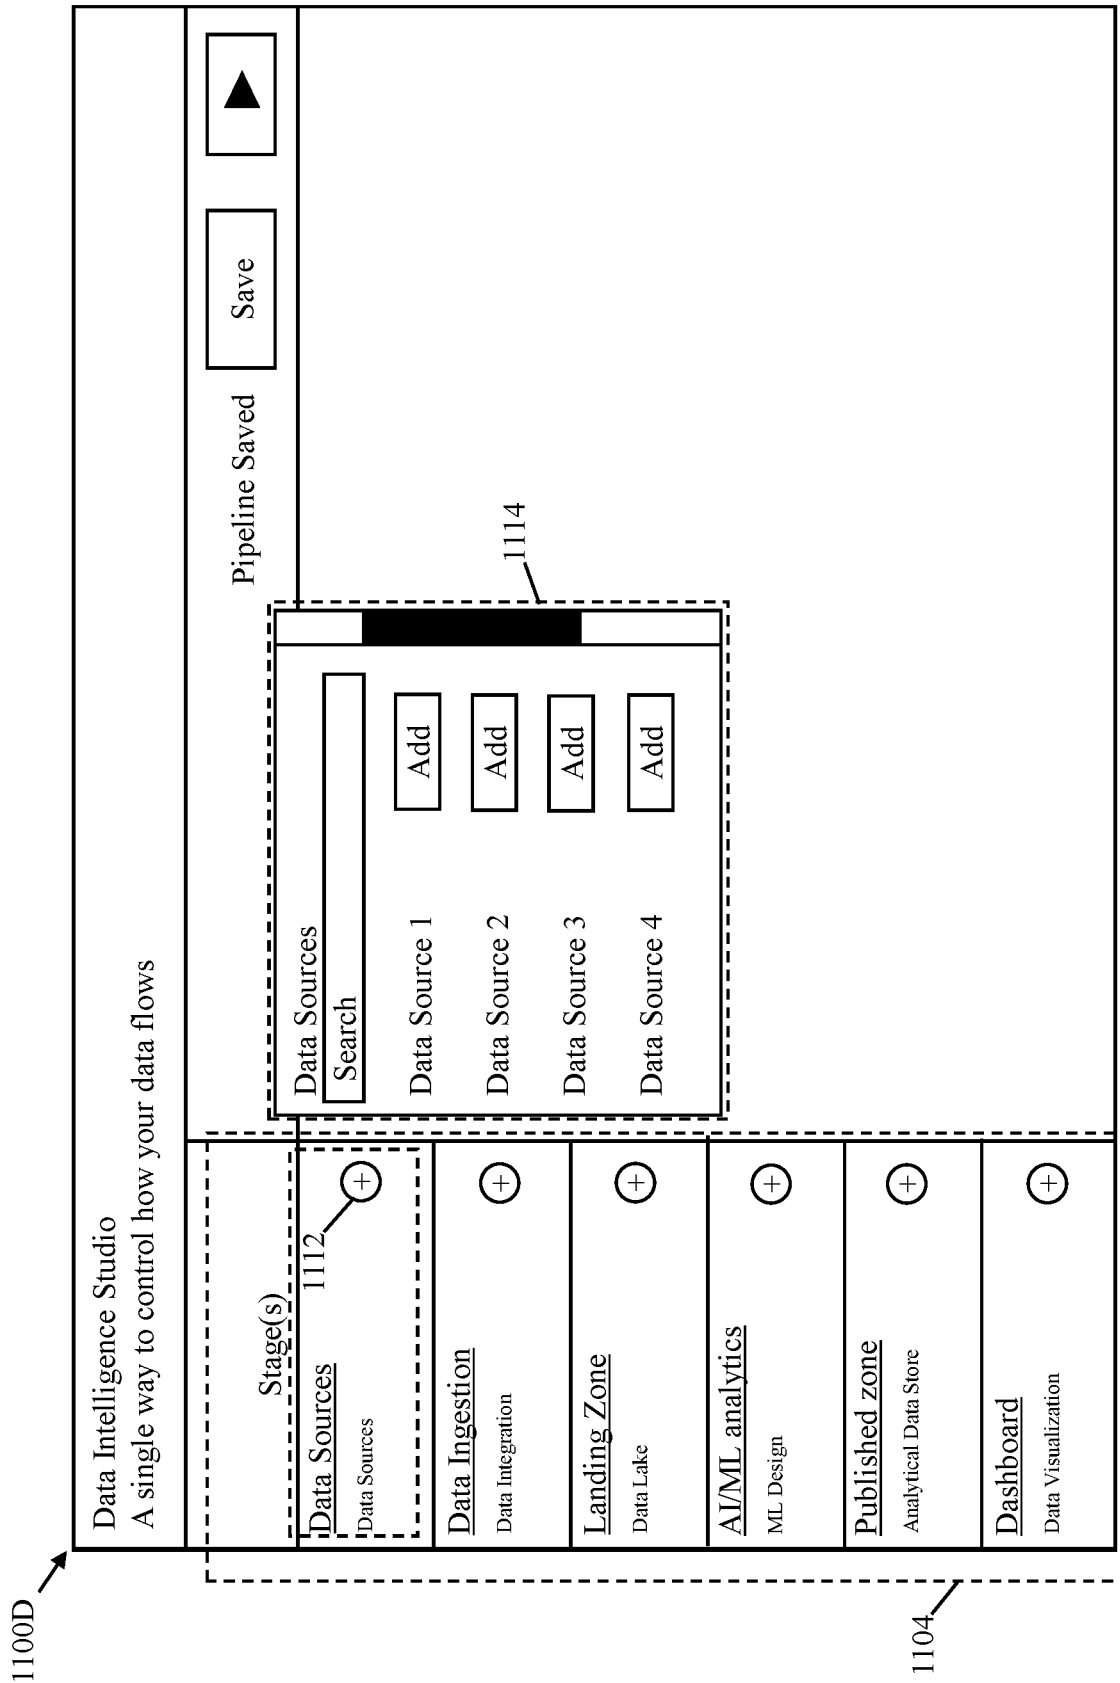 1100D
Data Intelligence Studio
A single way to control how your data flows
Stage(s)
Pipeline Saved
Save
Data Sources
Data Sources
1112
+
Data Ingestion
Data Integration
+
Landing Zone
Data Lake
+
AI/ML analytics
ML Design
+
Published zone
Analytical Data Store
+
Dashboard
Data Visualization
+
1104
Data Sources
Search
Data Source 1 Add
Data Source 2 Add
Data Source 3 Add
Data Source 4 Add
1114